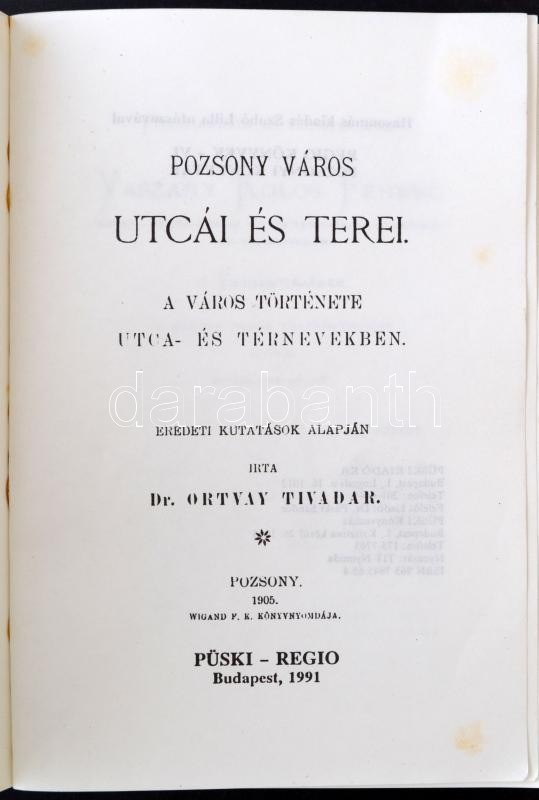 POZSONY VÁROS
UTCÁI ÉS TEREI.
A VÁROS TÖRTÉNETE
UTCA- ÉS TÉRNEVEKBEN.
darabanth
EREDETI KUTATÁSOK ALAPJÁN
IRTA
Dr. ORTVAY TIVADAR.
POZSONY.
1905.
WIGAND F. K. KÖNYVNYOMDÁJA.
PÜSKI – REGIO
Budapest, 1991